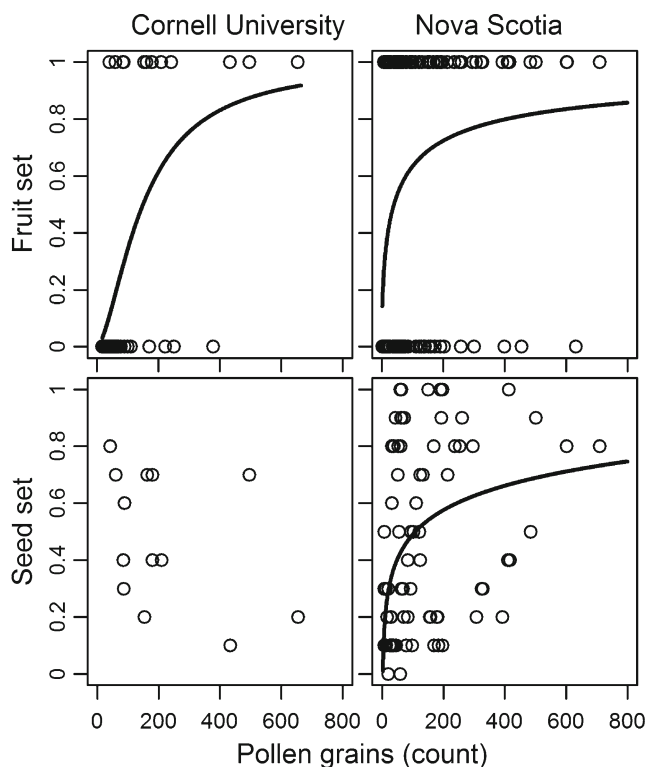 Cornell University Nova Scotia
Fruit set
0 0.2 0.4 0.6 0.8 1
Seed set
0 0.2 0.4 0.6 0.8 1
0 200 400 600 800 0 200 400 600 800
Pollen grains (count)